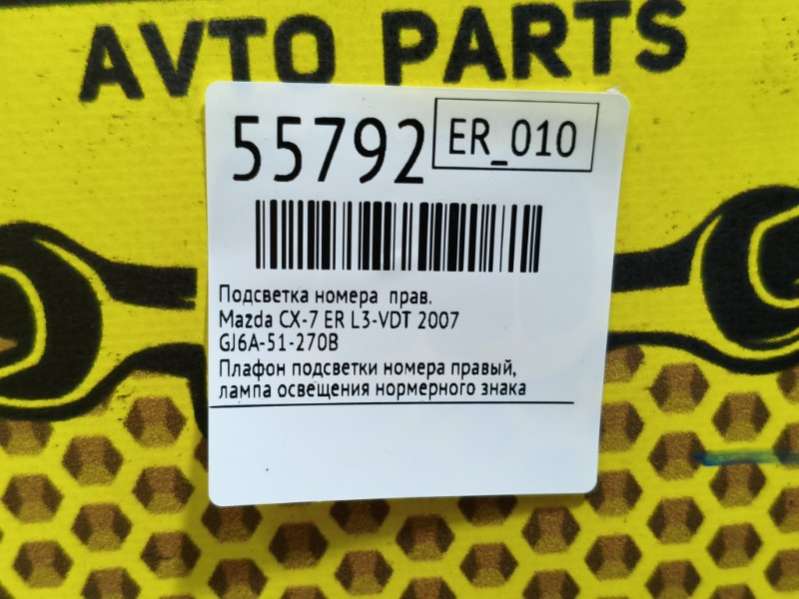 AVTO PARTS
55792
ER_010
Подсветка номера прав.
Mazda CX-7 ER L3-VDT 2007
GJ6A-51-270B
Плафон подсветки номера правый,
лампа освещения нормерного знака